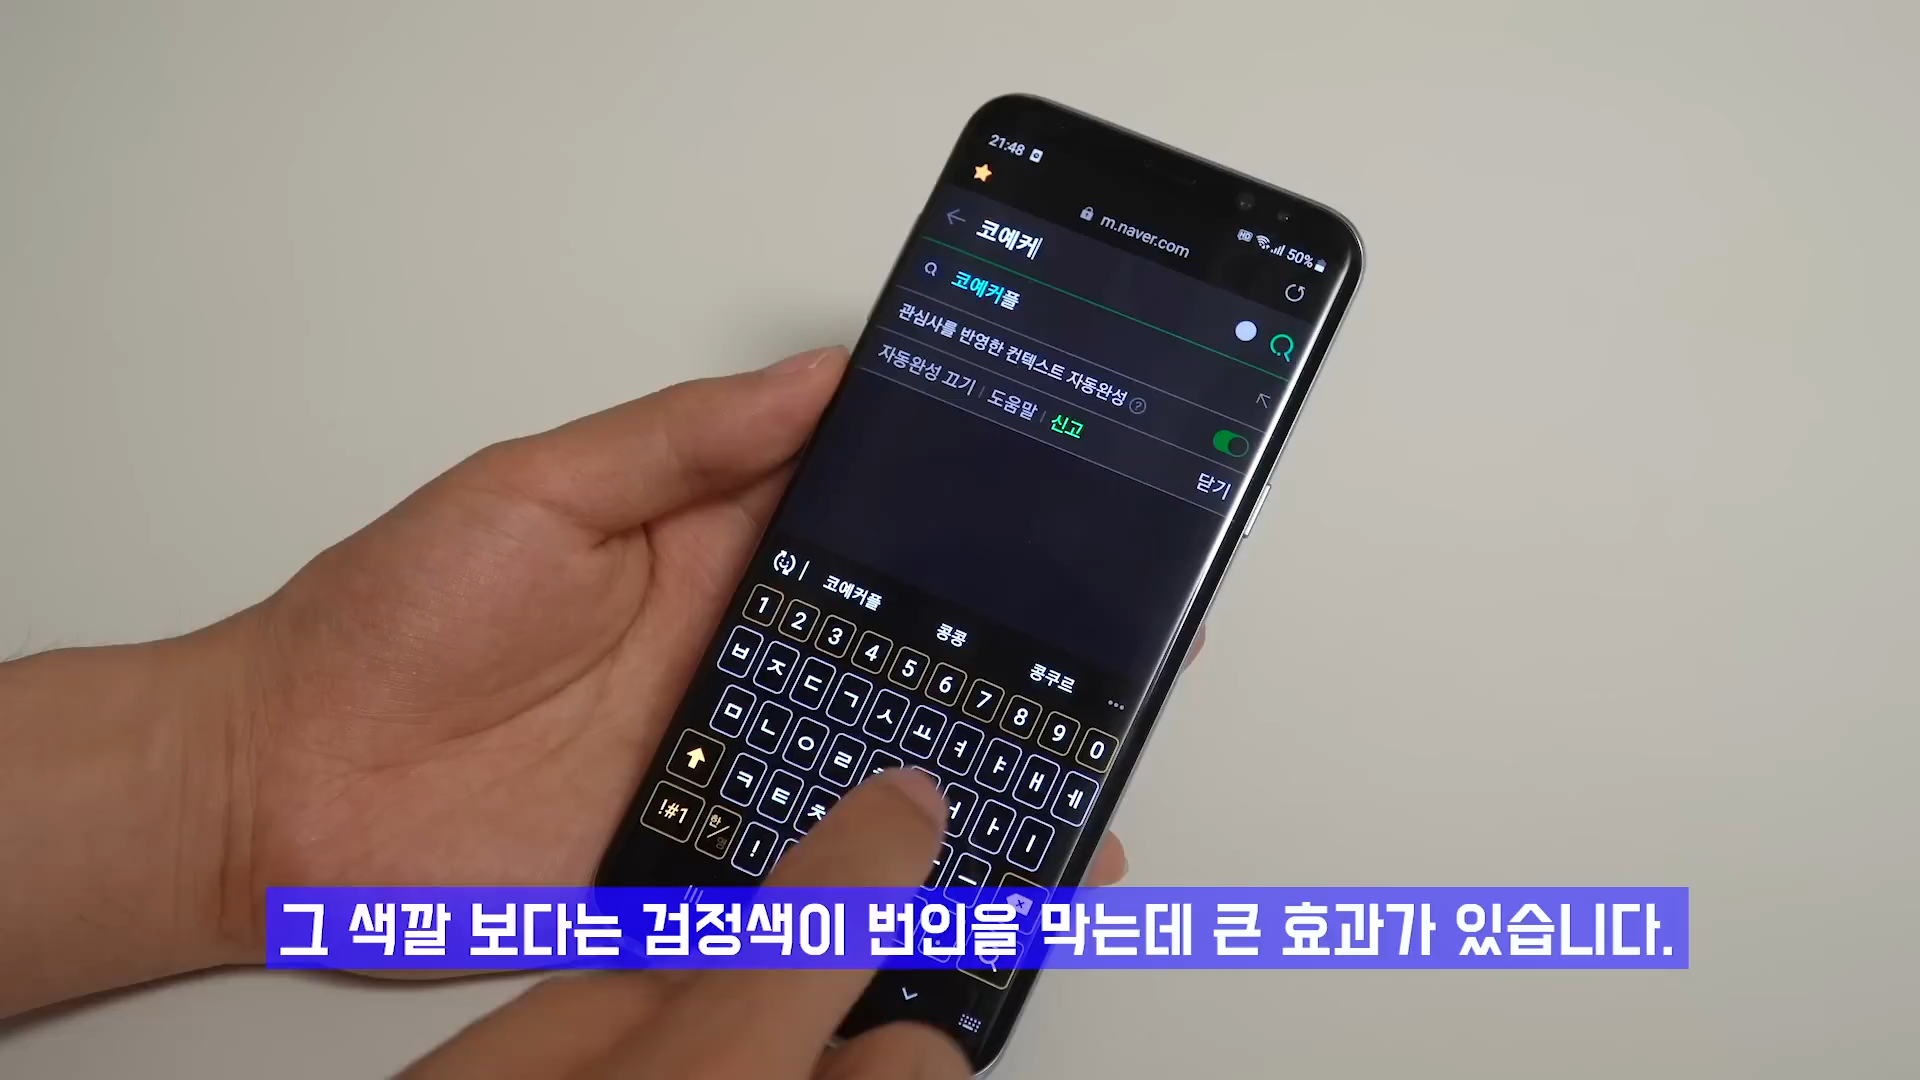 21:48
m.naver.com
50%
코예커
코예커플
관심사를 반영한 컨텍스트 자동완성 ?
자동완성 끄기 | 도움말 | 신고
닫기
코예커플 콩콩 콩쿠르 ...
1 2 3 4 5 6 7 8 9 0
ㅂ ㅈ ㄷ ㄱ ㅅ ㅛ ㅕ ㅑ ㅐ ㅔ
ㅁ ㄴ ㅇ ㄹ ㅓ ㅏ ㅣ
ㅋ ㅌ ㅊ ㅡ
!#1 한/영 !
그 색깔 보다는 검정색이 번인을 막는데 큰 효과가 있습니다.